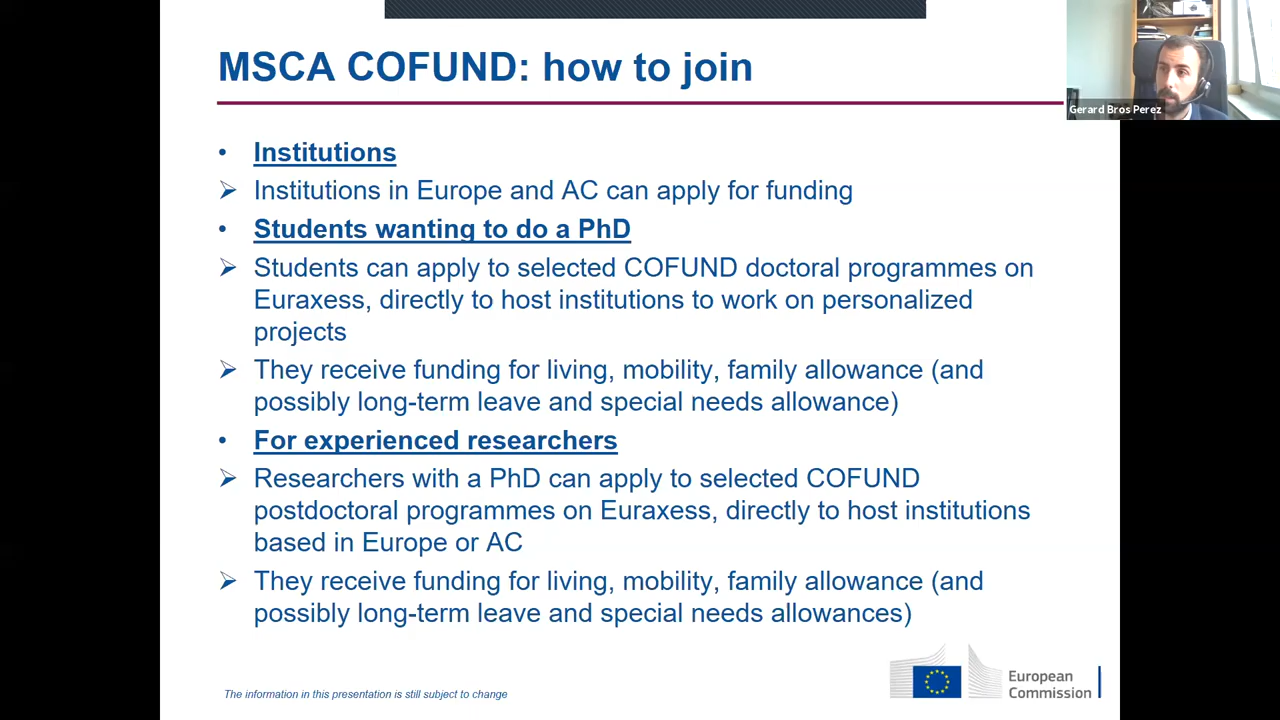 MSCA COFUND: how to join
Gerard Bros Perez
• Institutions
➢ Institutions in Europe and AC can apply for funding
• Students wanting to do a PhD
➢ Students can apply to selected COFUND doctoral programmes on
Euraxess, directly to host institutions to work on personalized
projects
➢ They receive funding for living, mobility, family allowance (and
possibly long-term leave and special needs allowance)
• For experienced researchers
➢ Researchers with a PhD can apply to selected COFUND
postdoctoral programmes on Euraxess, directly to host institutions
based in Europe or AC
➢ They receive funding for living, mobility, family allowance (and
possibly long-term leave and special needs allowances)
The information in this presentation is still subject to change
European
Commission